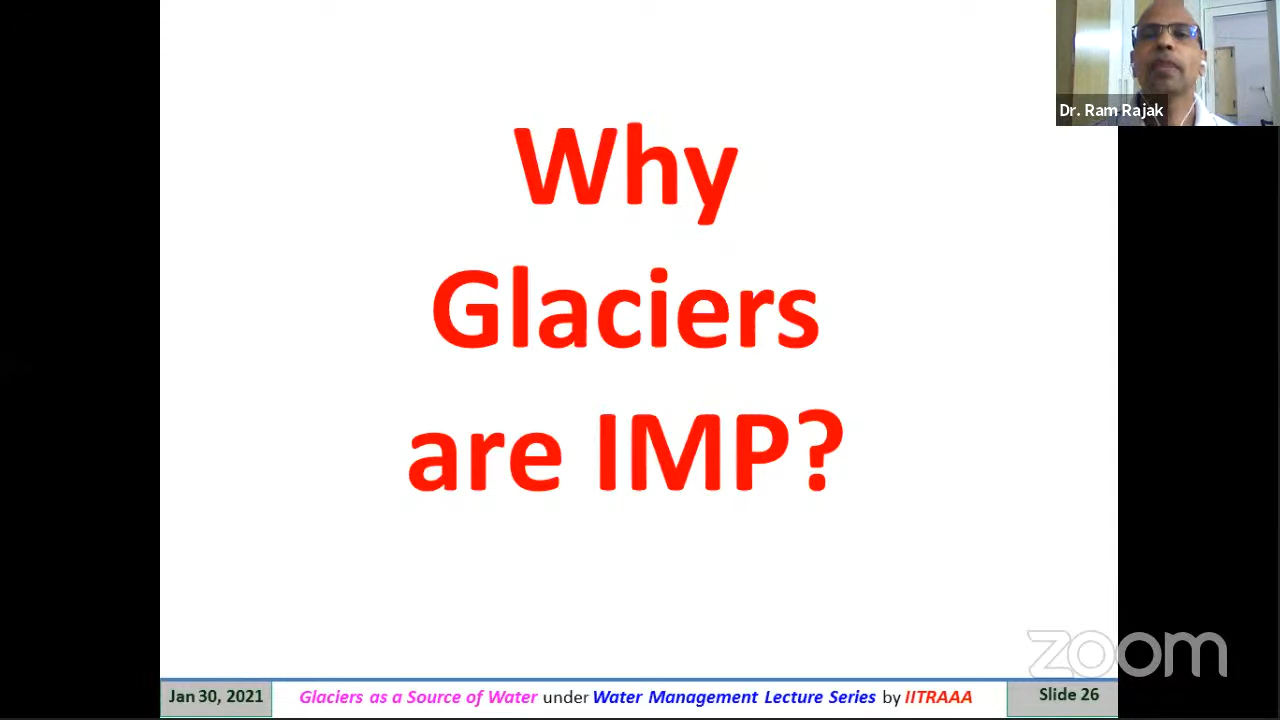 Dr. Ram Rajak
Why
Glaciers
are IMP?
zoom
Jan 30, 2021 Glaciers as a Source of Water under Water Management Lecture Series by IITRAAA Slide 26